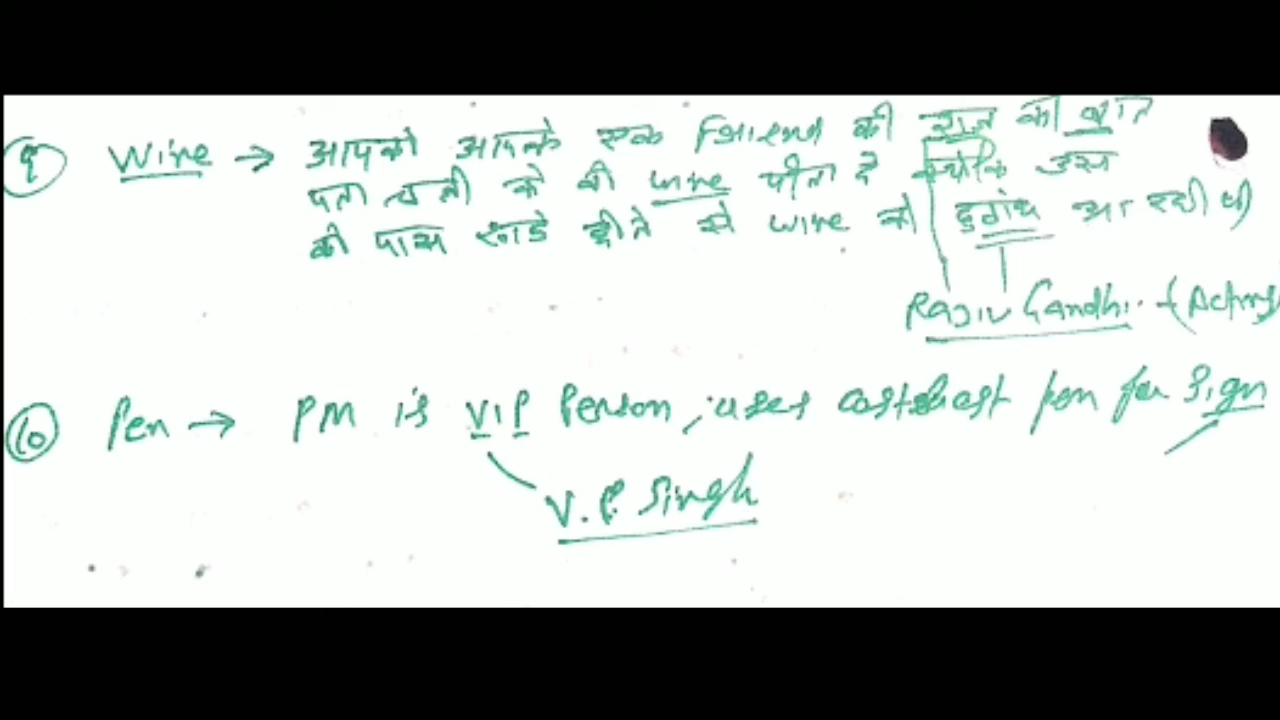 9 Wine → आपको आपके एक Friend की राज की बात
पता चली के वो wine पीता है क्योंकि उस
के पास खडे होने से wine की दुर्गंध आ रही थी
Rajiv Gandhi - (Acting
10 Pen → PM is VIP Person, uses costliest pen for Sign
V.P. Singh